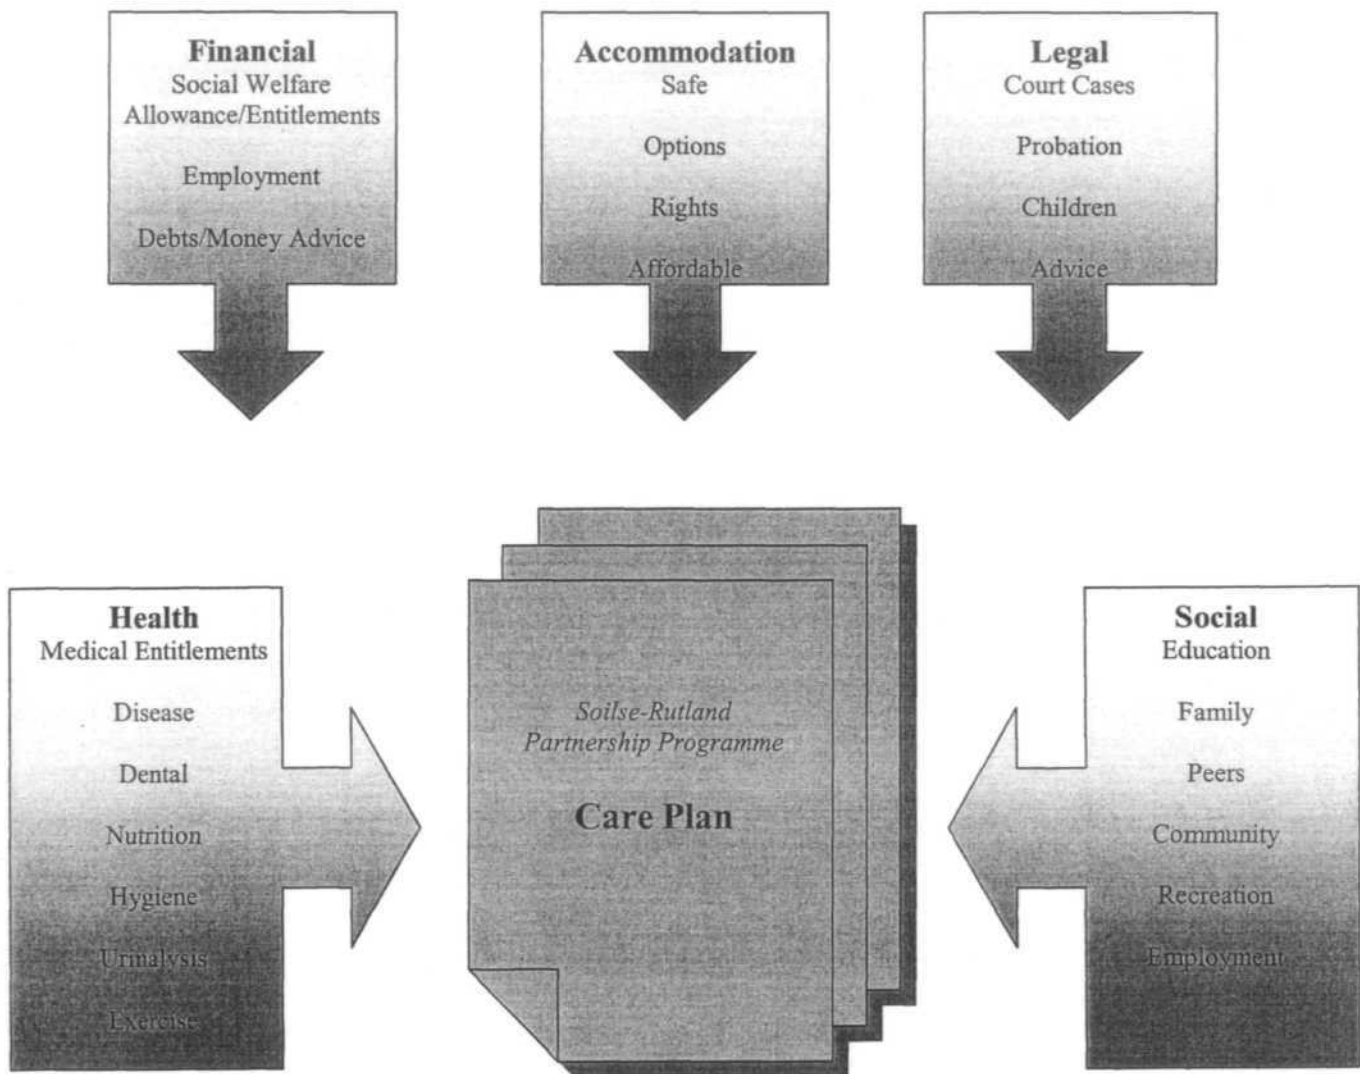 Financial
Social Welfare
Allowance/Entitlements
Employment
Debts/Money Advice
Accommodation
Safe
Options
Rights
Affordable
Legal
Court Cases
Probation
Children
Advice
Health
Medical Entitlements
Disease
Dental
Nutrition
Hygiene
Urinalysis
Exercise
Soilse-Rutland
Partnership Programme
Care Plan
Social
Education
Family
Peers
Community
Recreation
Employment